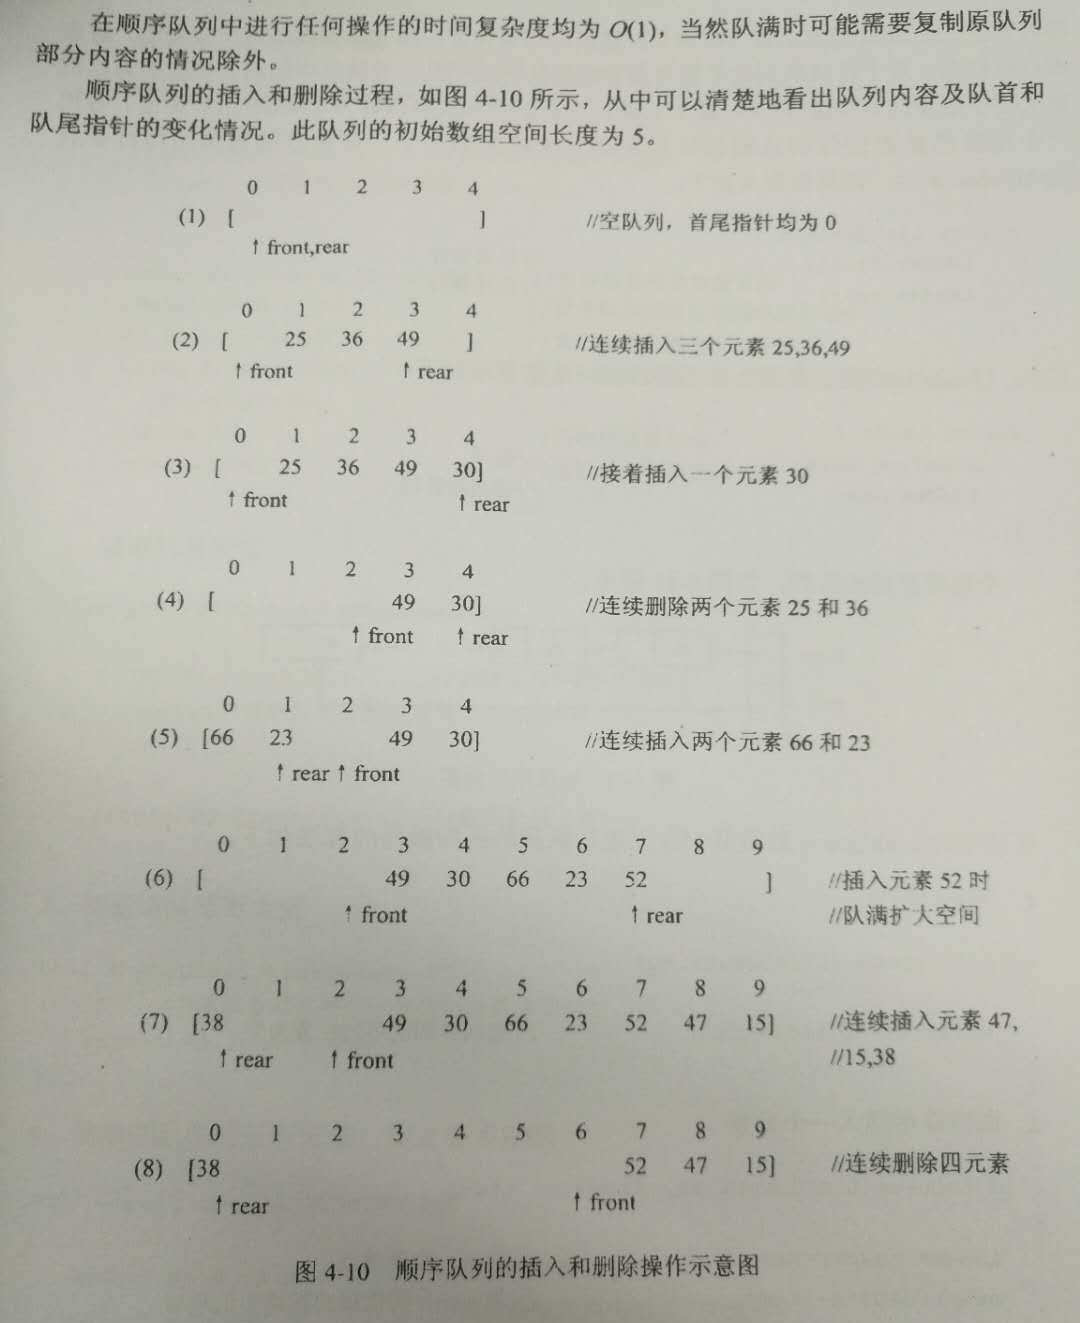 在顺序队列中进行任何操作的时间复杂度均为 O(1)，当然队满时可能需要复制原队列
部分内容的情况除外。
顺序队列的插入和删除过程，如图 4-10 所示，从中可以清楚地看出队列内容及队首和
队尾指针的变化情况。此队列的初始数组空间长度为 5。
0 1 2 3 4
(1) [ ] //空队列，首尾指针均为 0
↑ front,rear
0 1 2 3 4
(2) [ 25 36 49 ] //连续插入三个元素 25,36,49
↑ front ↑ rear
0 1 2 3 4
(3) [ 25 36 49 30] //接着插入一个元素 30
↑ front ↑ rear
0 1 2 3 4
(4) [ 49 30] //连续删除两个元素 25 和 36
↑ front ↑ rear
0 1 2 3 4
(5) [66 23 49 30] //连续插入两个元素 66 和 23
↑ rear ↑ front
0 1 2 3 4 5 6 7 8 9
(6) [ 49 30 66 23 52 ] //插入元素 52 时
↑ front ↑ rear //队满扩大空间
0 1 2 3 4 5 6 7 8 9
(7) [38 49 30 66 23 52 47 15] //连续插入元素 47,
↑ rear ↑ front //15,38
0 1 2 3 4 5 6 7 8 9
(8) [38 52 47 15] //连续删除四元素
↑ rear ↑ front
图 4-10 顺序队列的插入和删除操作示意图